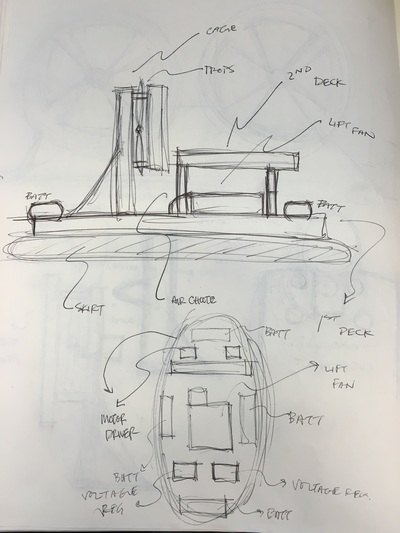 CAGE
PROPS
2ND
DECK
LIFT
FAN
BATT
BATT
SKIRT
AIR CHUTE
1ST
DECK
BATT
LIFT
FAN
MOTOR
DRIVER
BATT
BATT
VOLTAGE
REG
VOLTAGE REG.
BATT